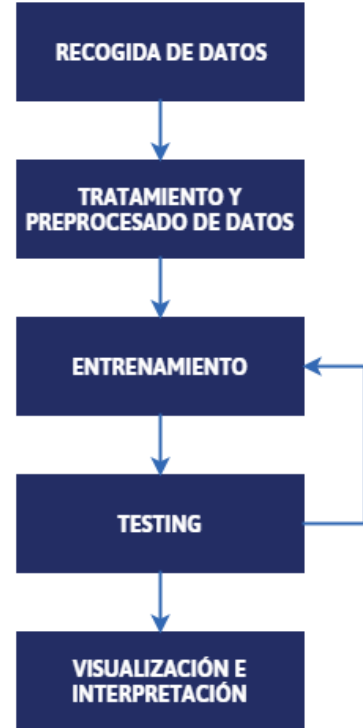 RECOGIDA DE DATOS
TRATAMIENTO Y
PREPROCESADO DE DATOS
ENTRENAMIENTO
TESTING
VISUALIZACIÓN E
INTERPRETACIÓN